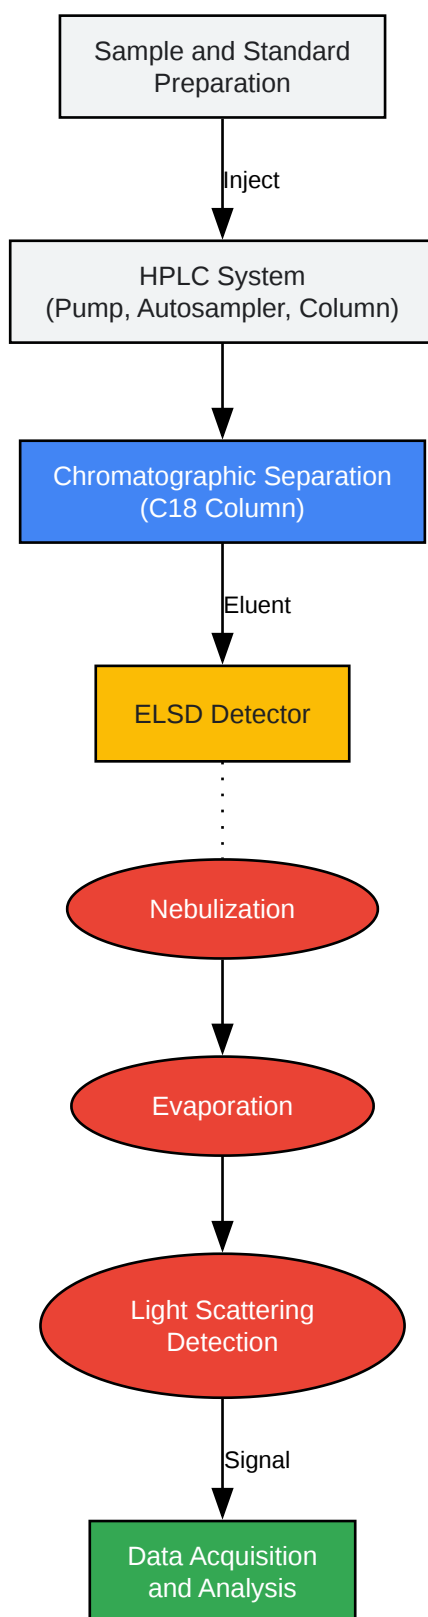 Sample and Standard
Preparation
Inject
HPLC System
(Pump, Autosampler, Column)
Chromatographic Separation
(C18 Column)
Eluent
ELSD Detector
Nebulization
Evaporation
Light Scattering
Detection
Signal
Data Acquisition
and Analysis